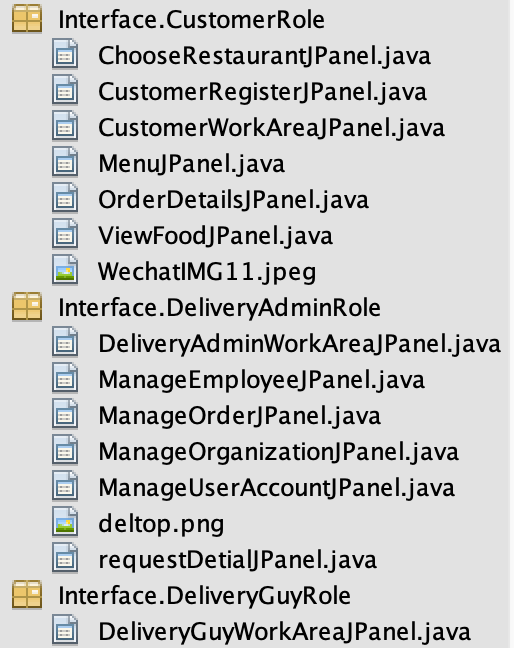 Interface.CustomerRole
ChooseRestaurantJPanel.java
CustomerRegisterJPanel.java
CustomerWorkAreaJPanel.java
MenuJPanel.java
OrderDetailsJPanel.java
ViewFoodJPanel.java
WechatIMG11.jpeg
Interface.DeliveryAdminRole
DeliveryAdminWorkAreaJPanel.java
ManageEmployeeJPanel.java
ManageOrderJPanel.java
ManageOrganizationJPanel.java
ManageUserAccountJPanel.java
deltop.png
requestDetialJPanel.java
Interface.DeliveryGuyRole
DeliveryGuyWorkAreaJPanel.java